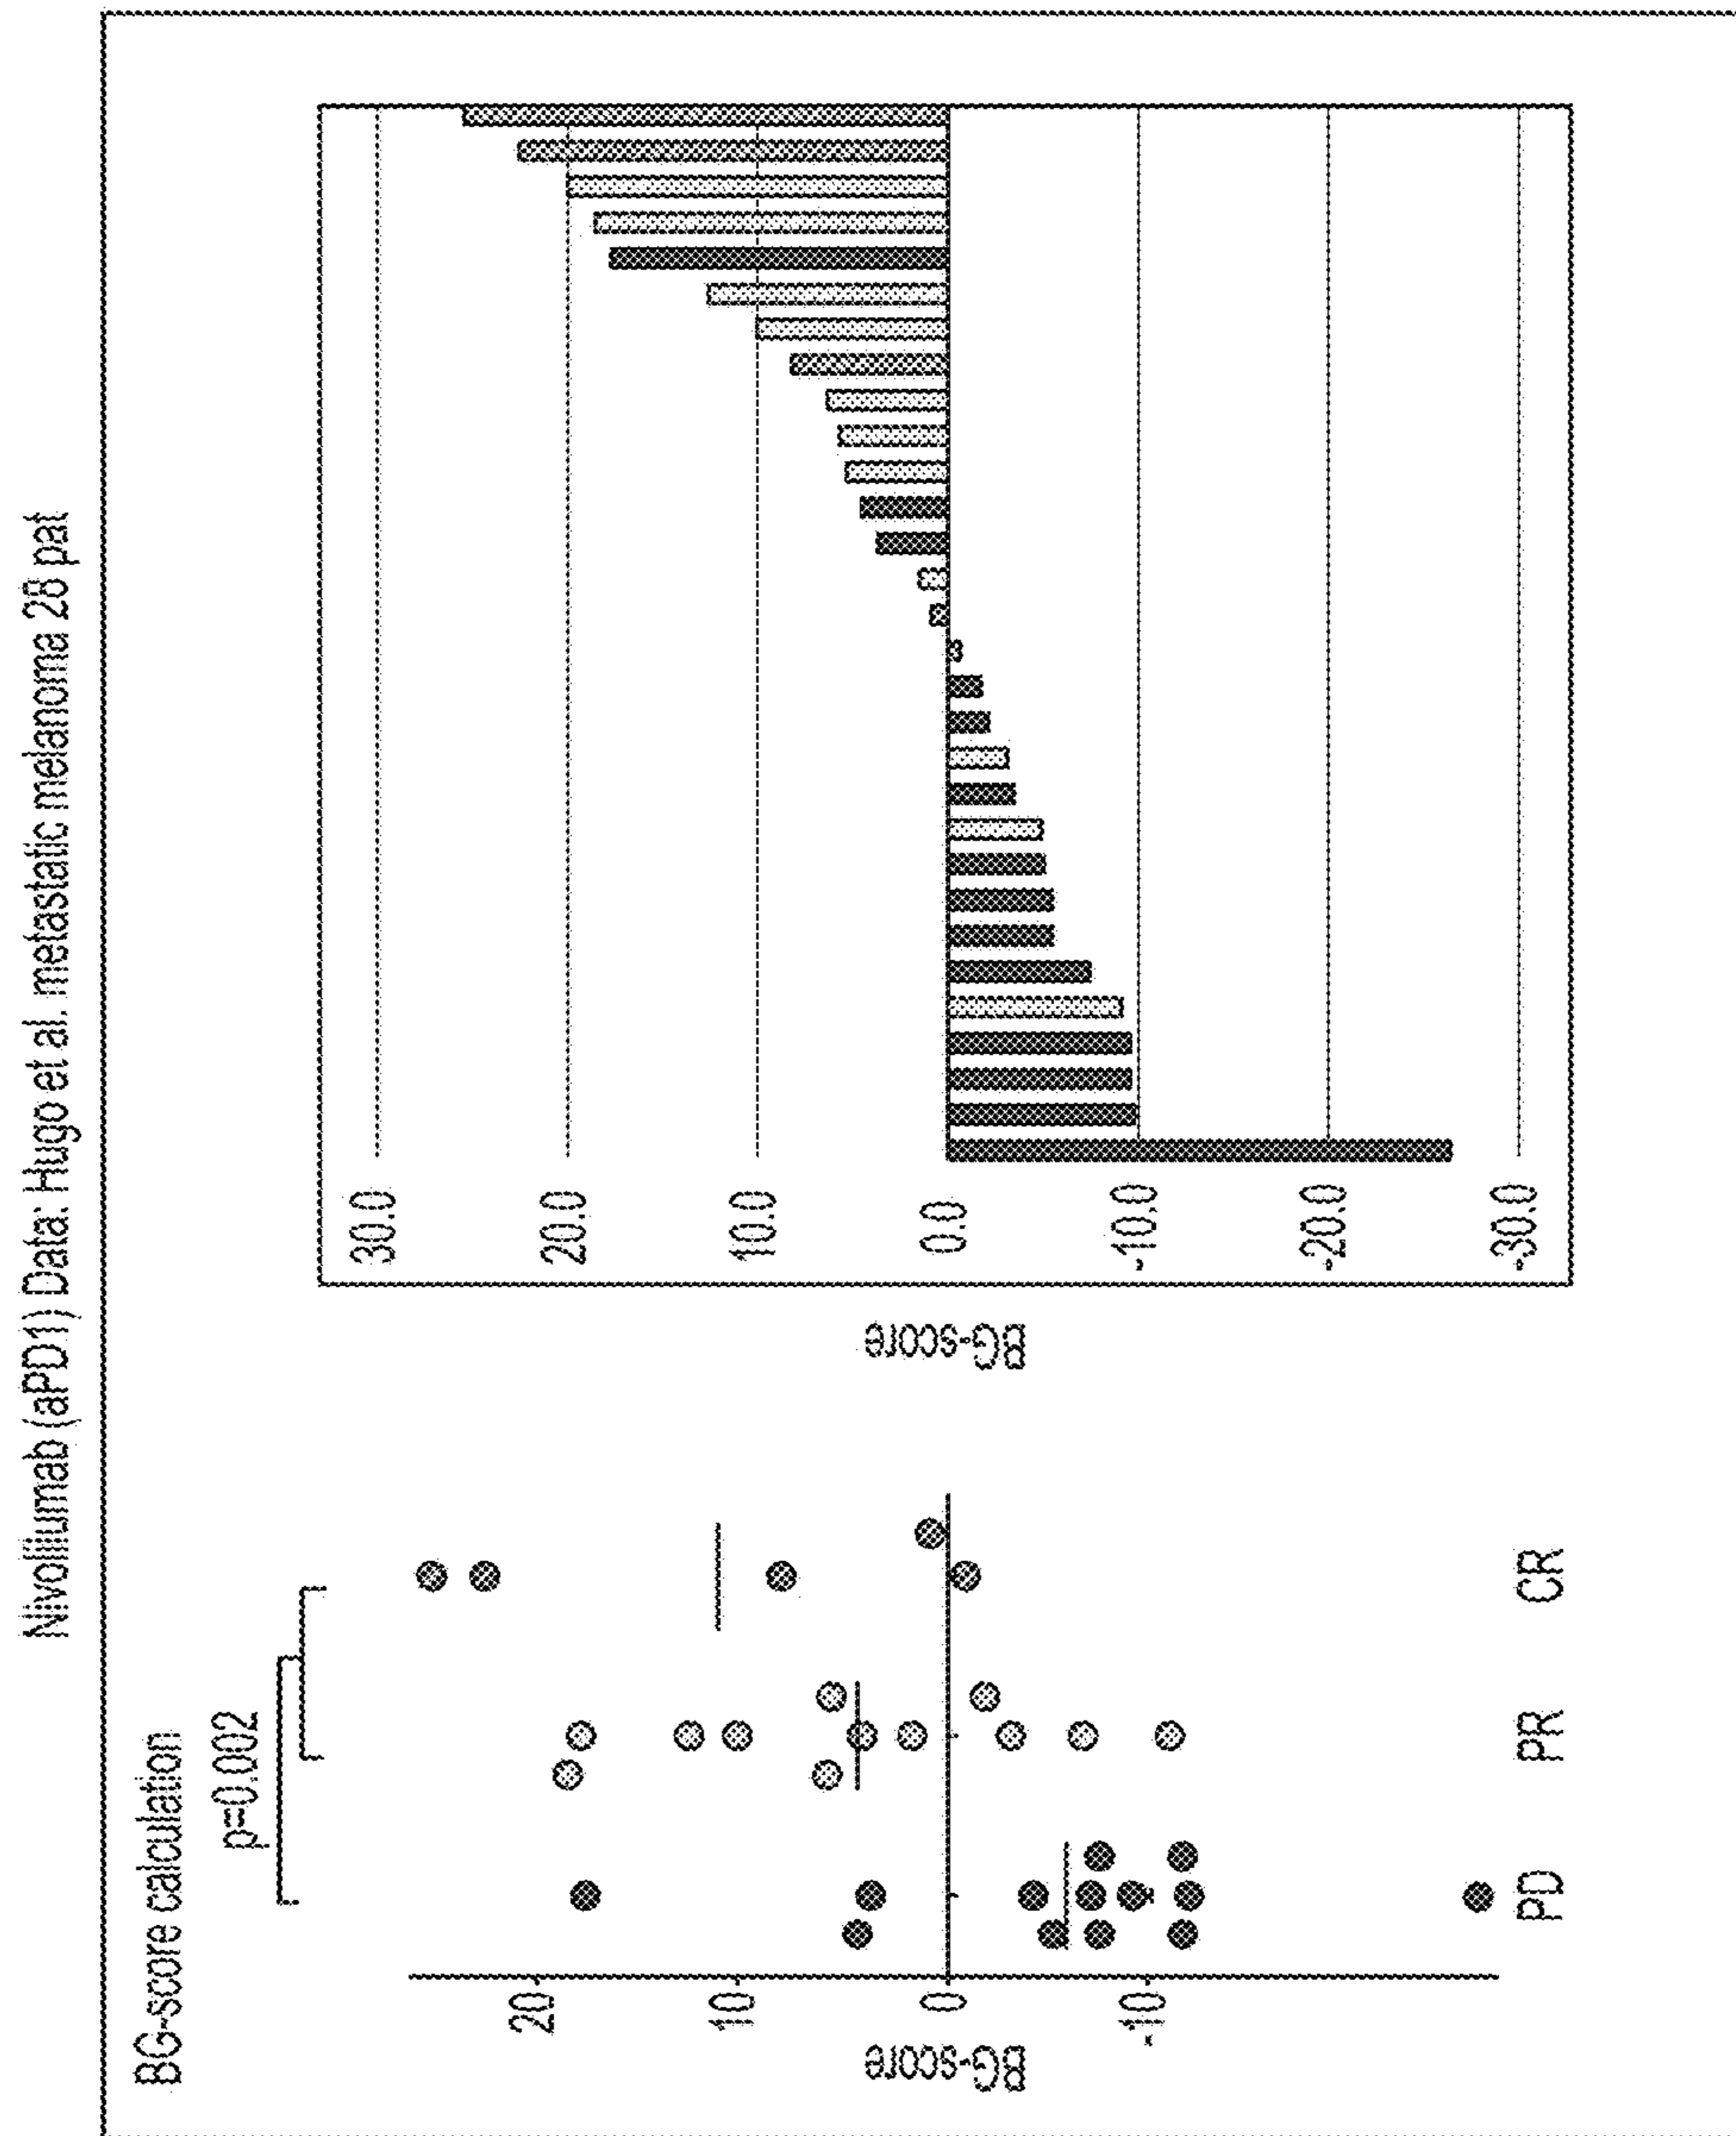 Nivolilumab (aPD1) Data: Hugo et al. metastatic melanoma 28 pat
BG-score calculation
p=0.002
20
10
0
-10
BG-score
PD
PR
CR
BG-score
30.0
20.0
10.0
0.0
-10.0
-20.0
-30.0